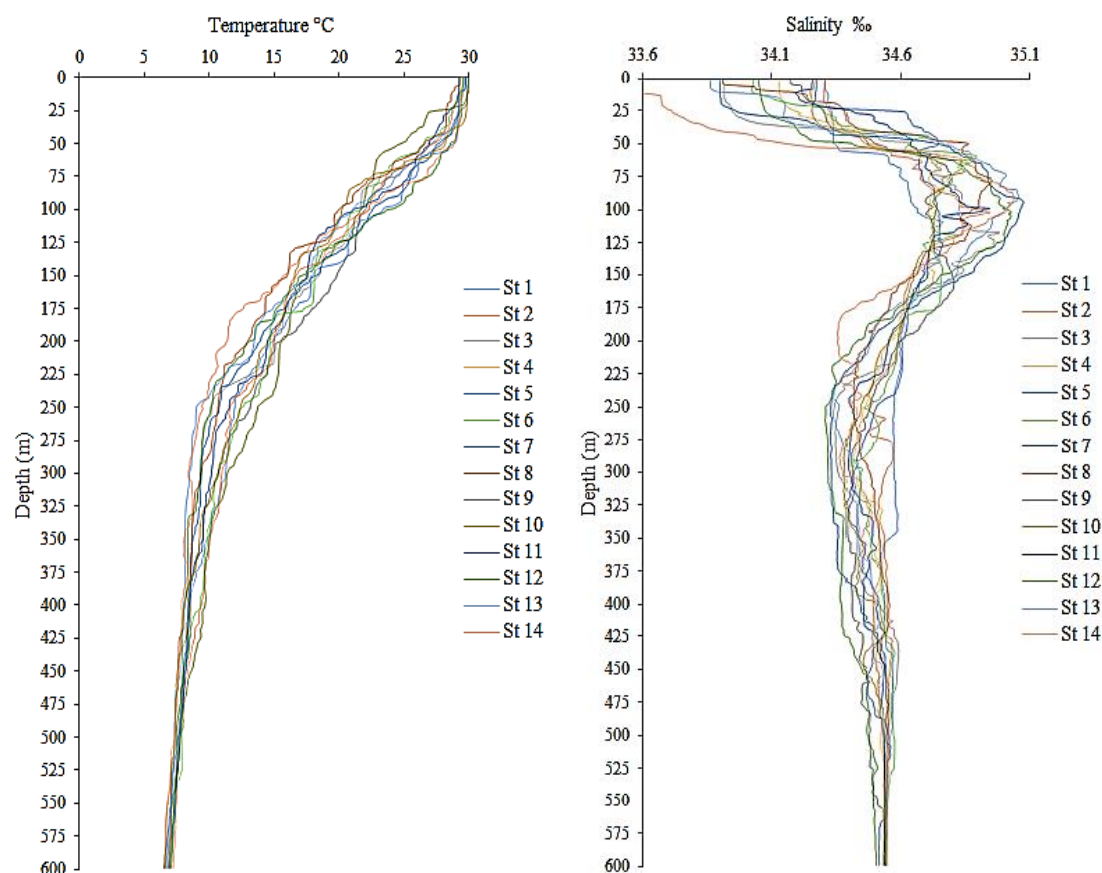 Temperature °C
0 5 10 15 20 25 30
0
25
50
75
100
125
150
175
200
225
250
275
300
325
350
375
400
425
450
475
500
525
550
575
600
Depth (m)
St 1
St 2
St 3
St 4
St 5
St 6
St 7
St 8
St 9
St 10
St 11
St 12
St 13
St 14
Salinity ‰
33.6 34.1 34.6 35.1
0
25
50
75
100
125
150
175
200
225
250
275
300
325
350
375
400
425
450
475
500
525
550
575
600
Depth (m)
St 1
St 2
St 3
St 4
St 5
St 6
St 7
St 8
St 9
St 10
St 11
St 12
St 13
St 14